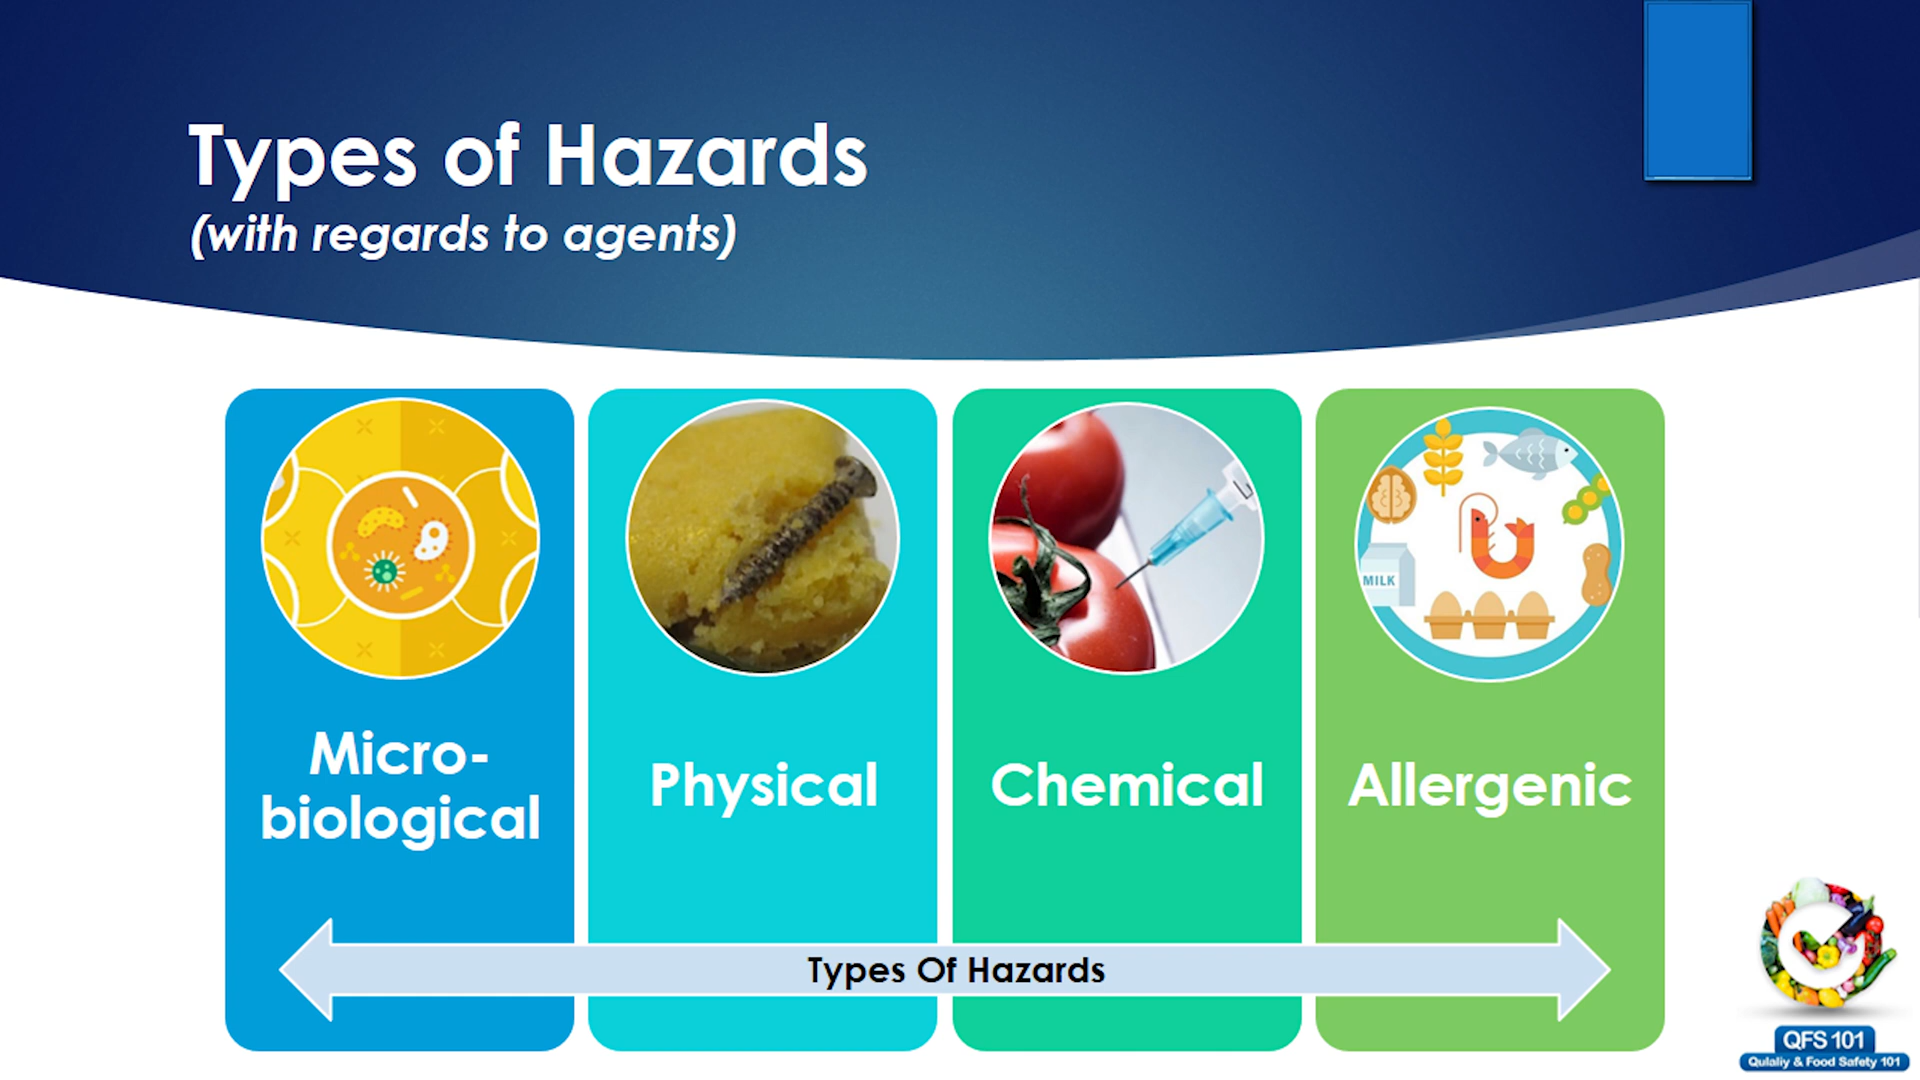 Types of Hazards
(with regards to agents)
MILK
Micro-
biological
Physical
Chemical
Allergenic
Types Of Hazards
QFS 101
Qulaliy & Food Safety 101